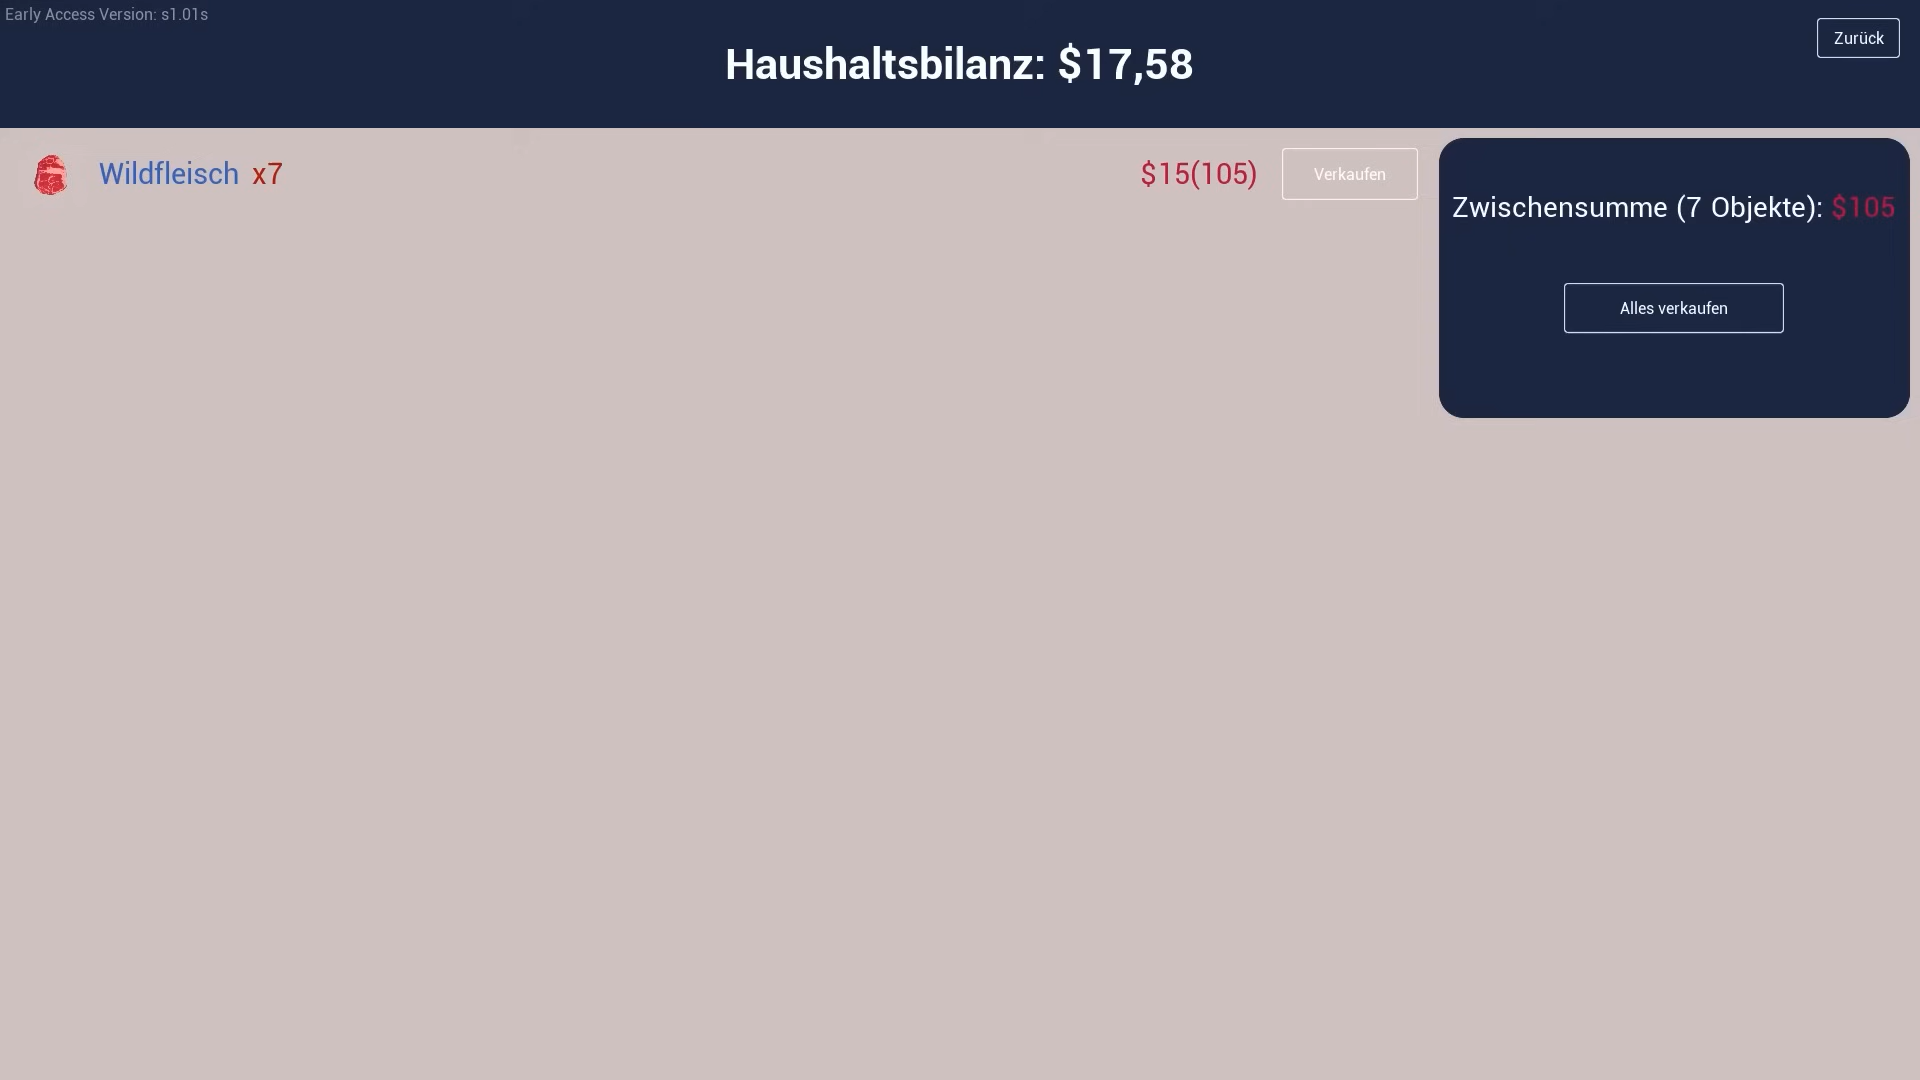 Early Access Version: s1.01s
Zurück
Haushaltsbilanz: $17,58
Wildfleisch x7 $15(105) Verkaufen
Zwischensumme (7 Objekte): $105
Alles verkaufen